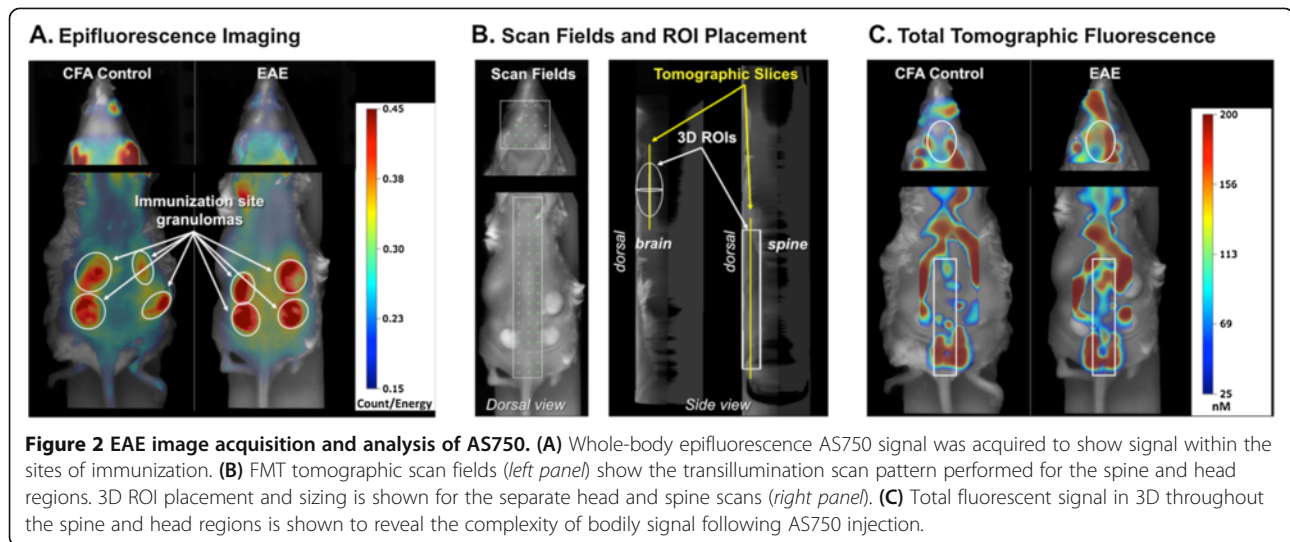 A. Epifluorescence Imaging
CFA Control
EAE
Immunization site
granulomas
0.45
0.38
0.30
0.23
0.15
Count/Energy
B. Scan Fields and ROI Placement
Scan Fields
Dorsal view
Tomographic Slices
3D ROIs
dorsal
brain
dorsal
spine
Side view
C. Total Tomographic Fluorescence
CFA Control
EAE
200
156
113
69
25
nM
Figure 2 EAE image acquisition and analysis of AS750. (A) Whole-body epifluorescence AS750 signal was acquired to show signal within the
sites of immunization. (B) FMT tomographic scan fields (left panel) show the transillumination scan pattern performed for the spine and head
regions. 3D ROI placement and sizing is shown for the separate head and spine scans (right panel). (C) Total fluorescent signal in 3D throughout
the spine and head regions is shown to reveal the complexity of bodily signal following AS750 injection.